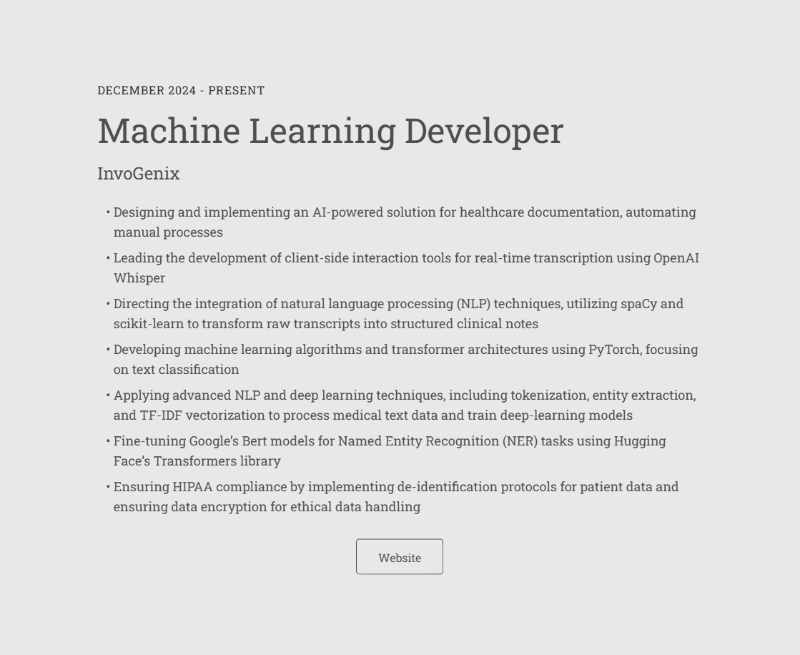 DECEMBER 2024 - PRESENT
Machine Learning Developer
InvoGenix
• Designing and implementing an AI-powered solution for healthcare documentation, automating
manual processes
• Leading the development of client-side interaction tools for real-time transcription using OpenAI
Whisper
• Directing the integration of natural language processing (NLP) techniques, utilizing spaCy and
scikit-learn to transform raw transcripts into structured clinical notes
• Developing machine learning algorithms and transformer architectures using PyTorch, focusing
on text classification
• Applying advanced NLP and deep learning techniques, including tokenization, entity extraction,
and TF-IDF vectorization to process medical text data and train deep-learning models
• Fine-tuning Google’s Bert models for Named Entity Recognition (NER) tasks using Hugging
Face’s Transformers library
• Ensuring HIPAA compliance by implementing de-identification protocols for patient data and
ensuring data encryption for ethical data handling
Website